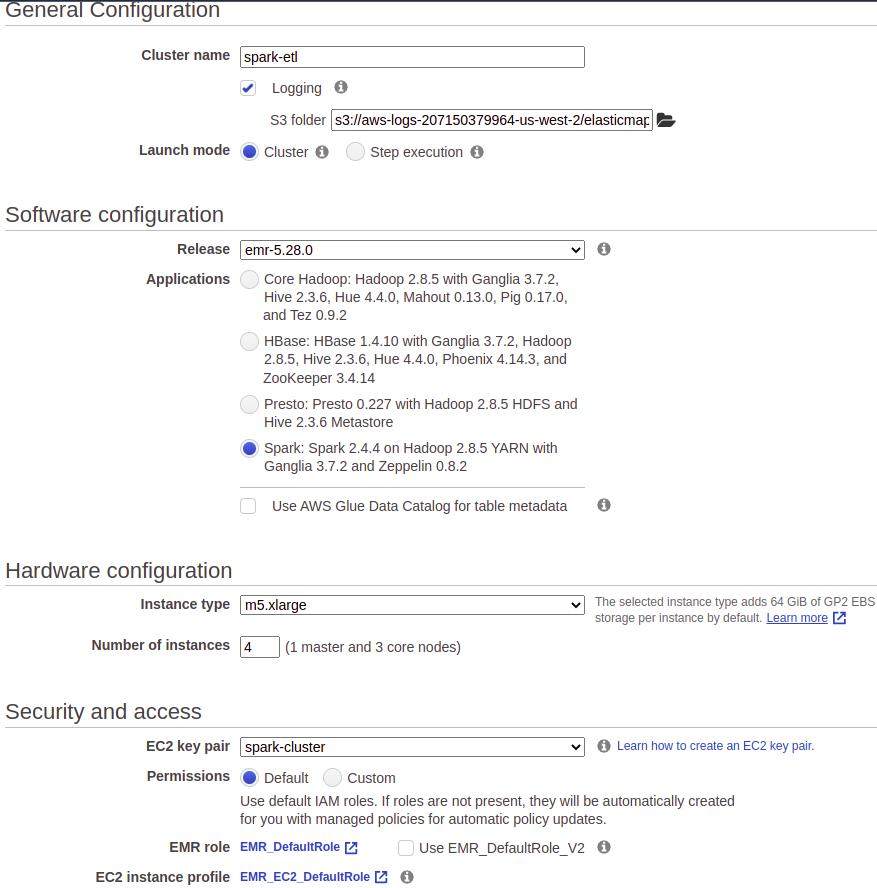 General Configuration
Cluster name spark-etl
Logging
S3 folder s3://aws-logs-207150379964-us-west-2/elasticmap
Launch mode Cluster Step execution
Software configuration
Release emr-5.28.0
Applications Core Hadoop: Hadoop 2.8.5 with Ganglia 3.7.2,
Hive 2.3.6, Hue 4.4.0, Mahout 0.13.0, Pig 0.17.0,
and Tez 0.9.2
HBase: HBase 1.4.10 with Ganglia 3.7.2, Hadoop
2.8.5, Hive 2.3.6, Hue 4.4.0, Phoenix 4.14.3, and
ZooKeeper 3.4.14
Presto: Presto 0.227 with Hadoop 2.8.5 HDFS and
Hive 2.3.6 Metastore
Spark: Spark 2.4.4 on Hadoop 2.8.5 YARN with
Ganglia 3.7.2 and Zeppelin 0.8.2
Use AWS Glue Data Catalog for table metadata
Hardware configuration
Instance type m5.xlarge
The selected instance type adds 64 GiB of GP2 EBS
storage per instance by default. Learn more
Number of instances 4 (1 master and 3 core nodes)
Security and access
EC2 key pair spark-cluster Learn how to create an EC2 key pair.
Permissions Default Custom
Use default IAM roles. If roles are not present, they will be automatically created
for you with managed policies for automatic policy updates.
EMR role EMR_DefaultRole Use EMR_DefaultRole_V2
EC2 instance profile EMR_EC2_DefaultRole